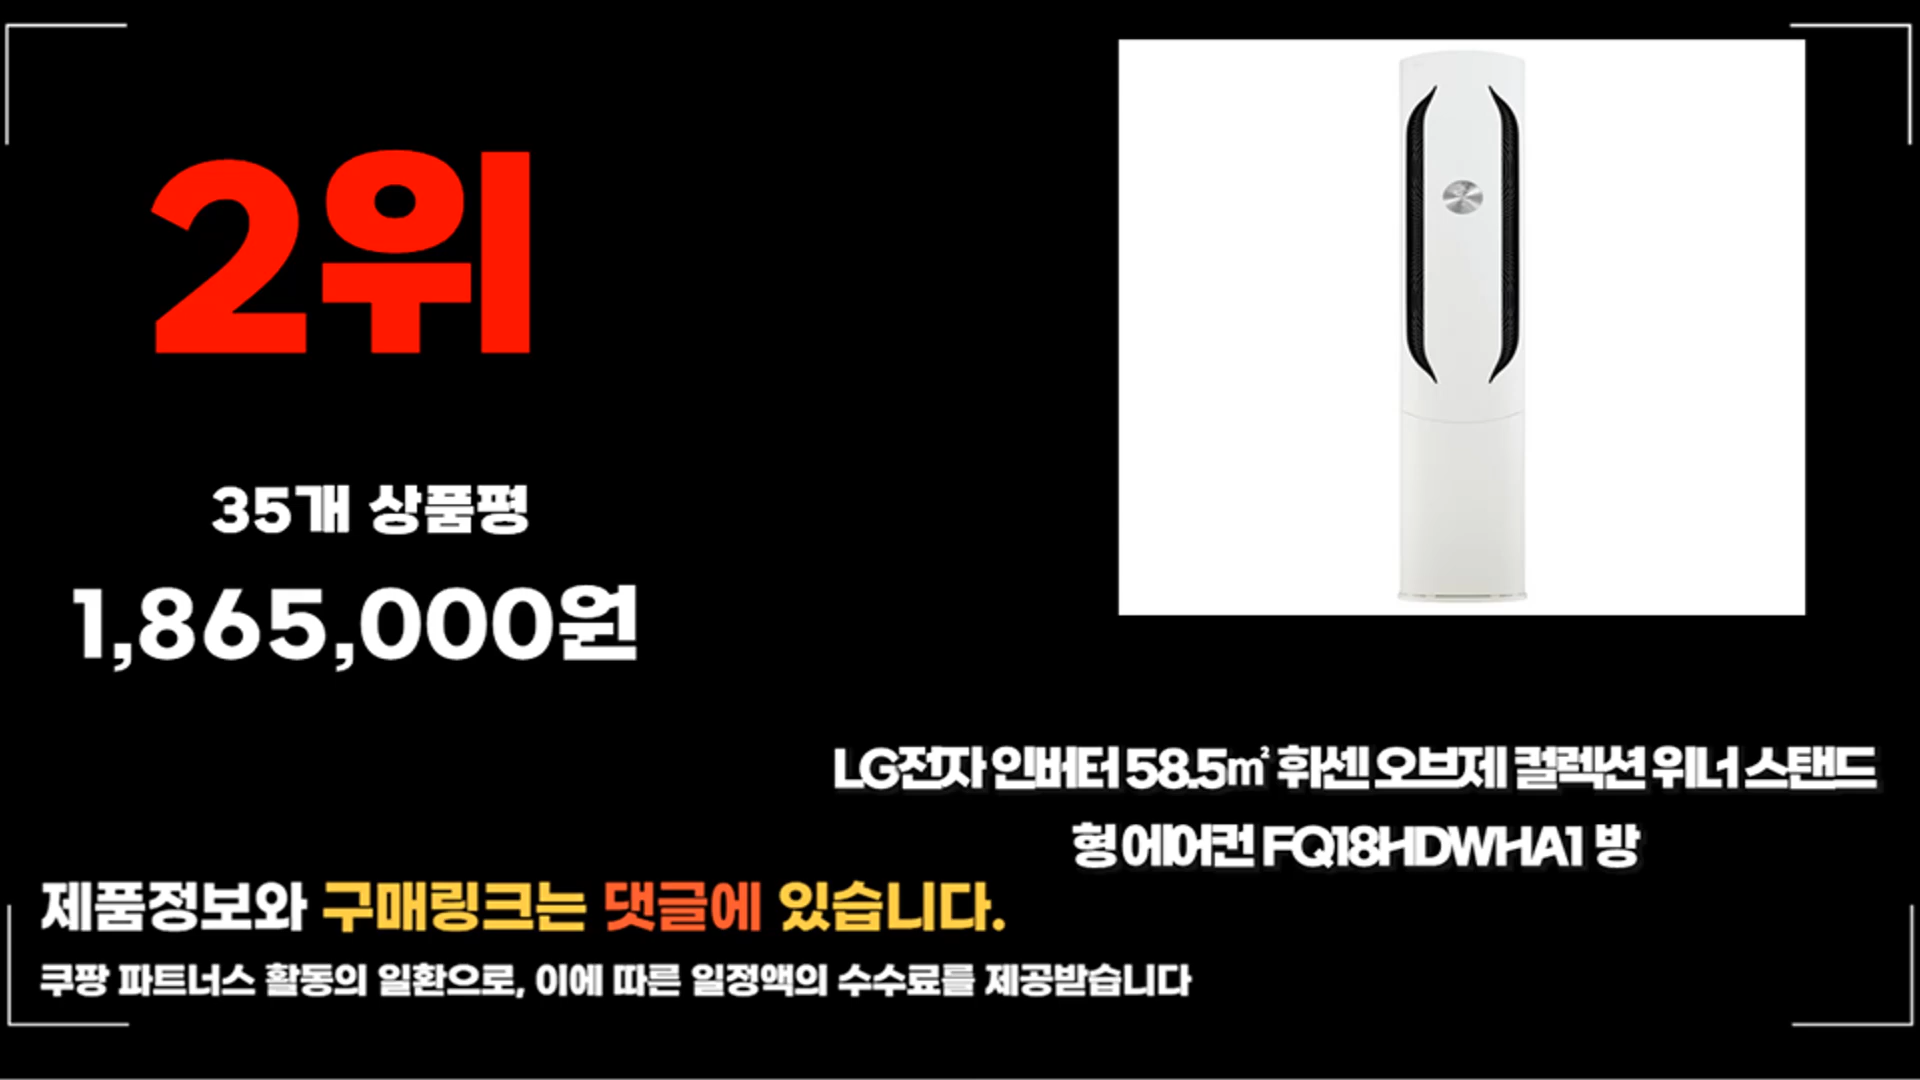 2위
35개 상품평
1,865,000원
LG전자 인버터 58.5㎡ 휘센 오브제 컬렉션 위너 스탠드
형 에어컨 FQ18HDWHA1 방
제품정보와 구매링크는 댓글에 있습니다.
쿠팡 파트너스 활동의 일환으로, 이에 따른 일정액의 수수료를 제공받습니다